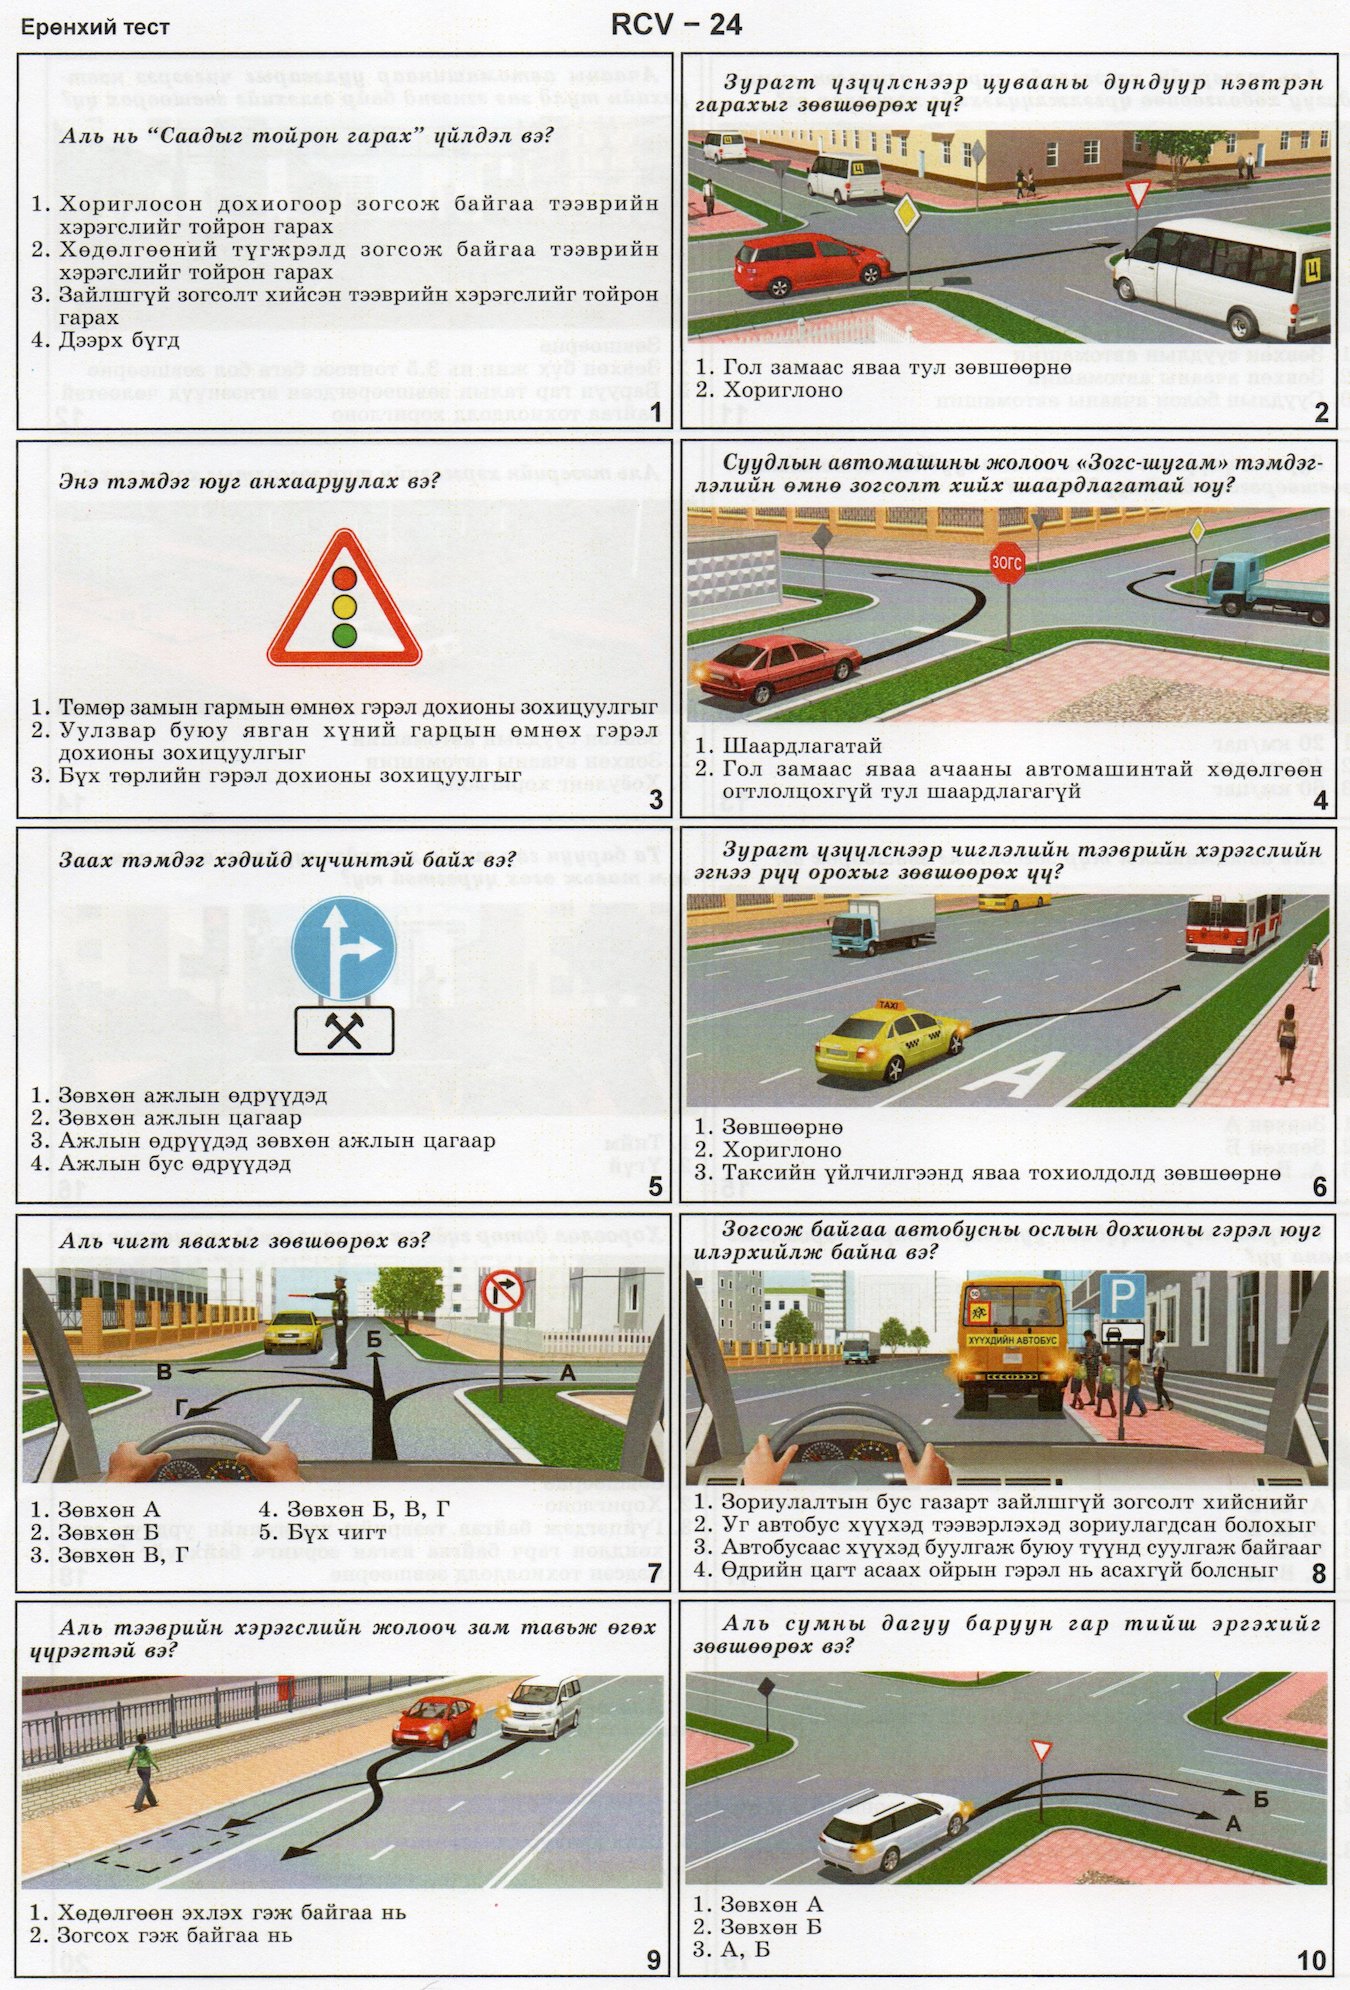 Ерөнхий тест
RCV – 24
Аль нь “Саадыг тойрон гарах” үйлдэл вэ?
1. Хориглосон дохиогоор зогсож байгаа тээврийн
хэрэгслийг тойрон гарах
2. Хөдөлгөөний түгжрэлд зогсож байгаа тээврийн
хэрэгслийг тойрон гарах
3. Зайлшгүй зогсолт хийсэн тээврийн хэрэгслийг тойрон
гарах
4. Дээрх бүгд
1
Зурагт үзүүлснээр цувааны дундуур нэвтрэн
гарахыг зөвшөөрөх үү?
Ц
Ц
1. Гол замаас яваа тул зөвшөөрнө
2. Хориглоно
2
Энэ тэмдэг юуг анхааруулах вэ?
1. Төмөр замын гармын өмнөх гэрэл дохионы зохицуулгыг
2. Уулзвар буюу явган хүний гарцын өмнөх гэрэл
дохионы зохицуулгыг
3. Бүх төрлийн гэрэл дохионы зохицуулгыг
3
Суудлын автомашины жолооч «Зогс-шугам» тэмдэг-
лэлийн өмнө зогсолт хийх шаардлагатай юу?
ЗОГС
1. Шаардлагатай
2. Гол замаас яваа ачааны автомашинтай хөдөлгөөн
огтлолцохгүй тул шаардлагагүй
4
Заах тэмдэг хэдийд хүчинтэй байх вэ?
1. Зөвхөн ажлын өдрүүдэд
2. Зөвхөн ажлын цагаар
3. Ажлын өдрүүдэд зөвхөн ажлын цагаар
4. Ажлын бус өдрүүдэд
5
Зурагт үзүүлснээр чиглэлийн тээврийн хэрэгслийн
эгнээ рүү орохыг зөвшөөрөх үү?
TAXI
А
1. Зөвшөөрнө
2. Хориглоно
3. Таксийн үйлчилгээнд яваа тохиолдолд зөвшөөрнө
6
Аль чигт явахыг зөвшөөрөх вэ?
Б
В
А
Г
1. Зөвхөн А
2. Зөвхөн Б
3. Зөвхөн В, Г
4. Зөвхөн Б, В, Г
5. Бүх чигт
7
Зогсож байгаа автобусны ослын дохионы гэрэл юуг
илэрхийлж байна вэ?
P
ХҮҮХДИЙН АВТОБУС
1. Зориулалтын бус газарт зайлшгүй зогсолт хийснийг
2. Уг автобус хүүхэд тээвэрлэхэд зориулагдсан болохыг
3. Автобусаас хүүхэд буулгаж буюу түүнд суулгаж байгааг
4. Өдрийн цагт асаах ойрын гэрэл нь асахгүй болсныг
8
Аль тээврийн хэрэгслийн жолооч зам тавьж өгөх
үүрэгтэй вэ?
1. Хөдөлгөөн эхлэх гэж байгаа нь
2. Зогсох гэж байгаа нь
9
Аль сумны дагуу баруун гар тийш эргэхийг
зөвшөөрөх вэ?
Б
А
1. Зөвхөн А
2. Зөвхөн Б
3. А, Б
10